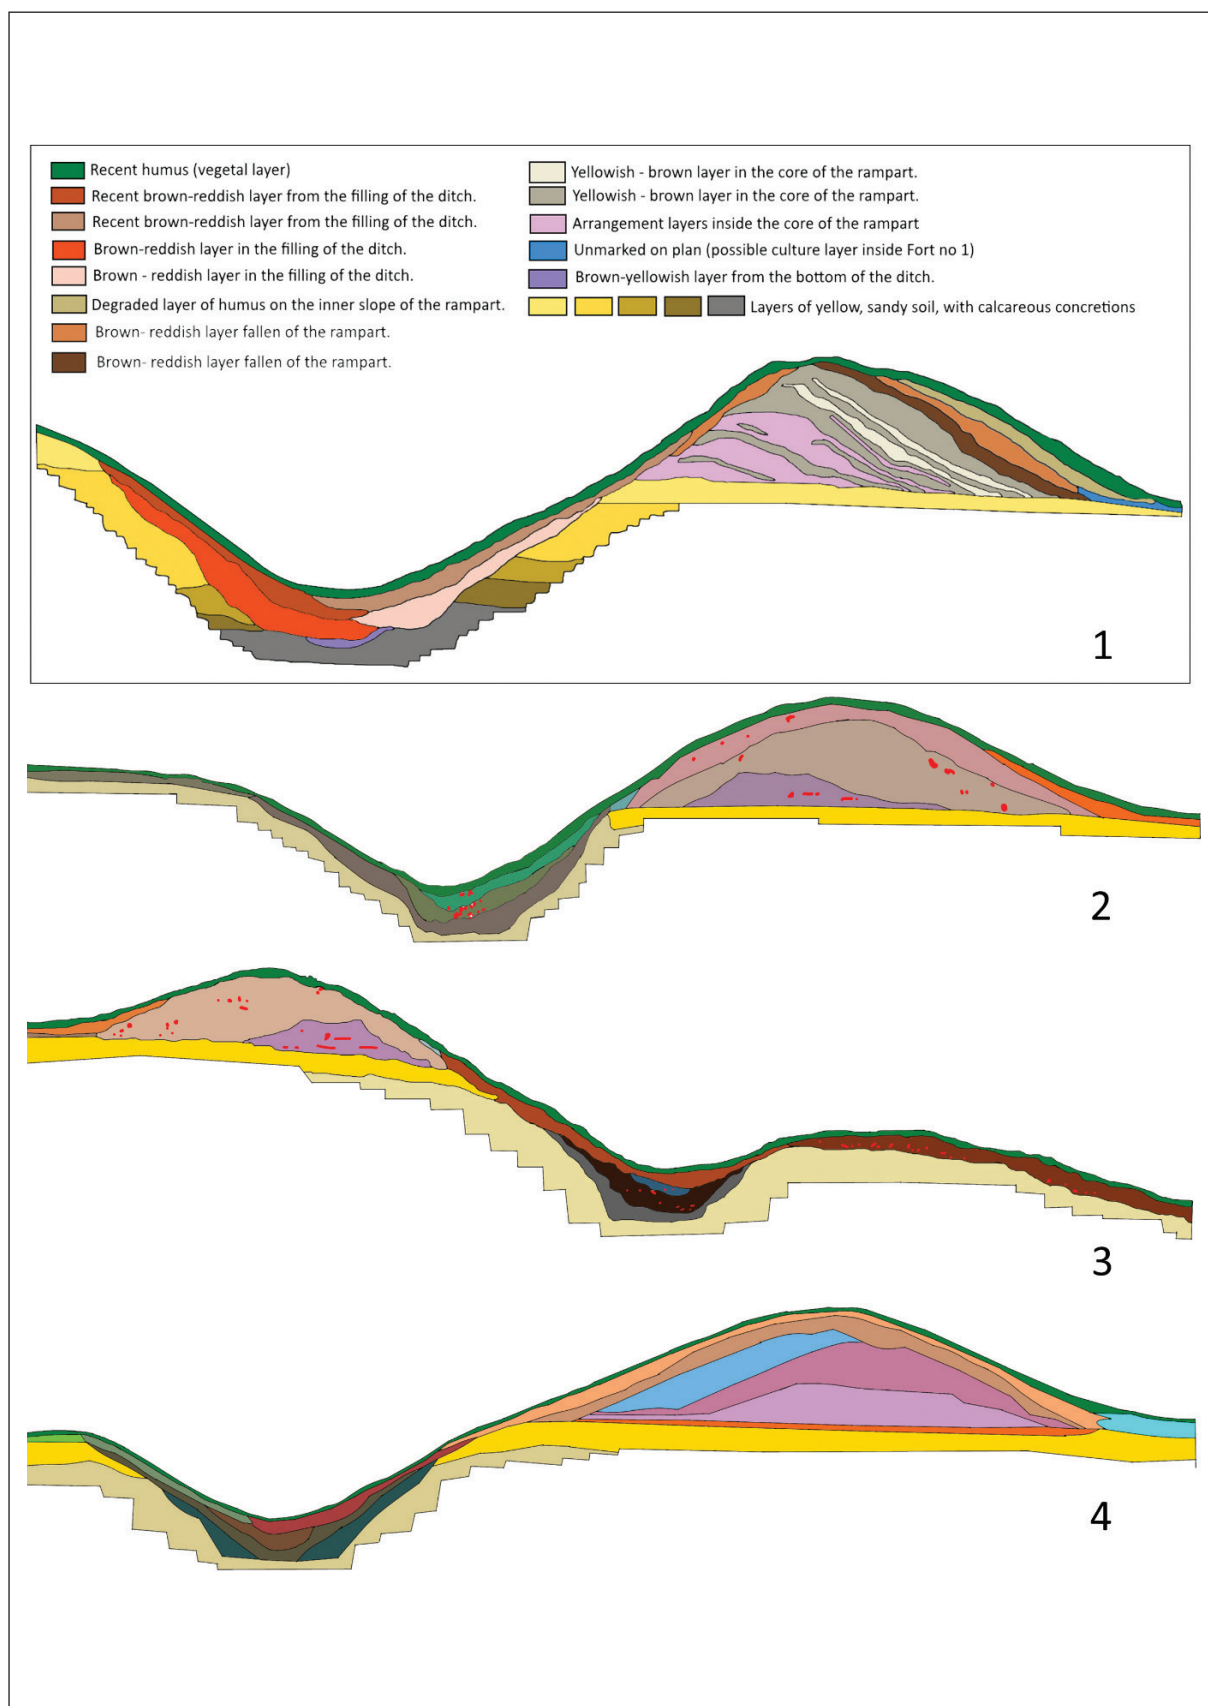 Recent humus (vegetal layer)
Recent brown-reddish layer from the filling of the ditch.
Recent brown-reddish layer from the filling of the ditch.
Brown-reddish layer in the filling of the ditch.
Brown - reddish layer in the filling of the ditch.
Degraded layer of humus on the inner slope of the rampart.
Brown- reddish layer fallen of the rampart.
Brown- reddish layer fallen of the rampart.
Yellowish - brown layer in the core of the rampart.
Yellowish - brown layer in the core of the rampart.
Arrangement layers inside the core of the rampart
Unmarked on plan (possible culture layer inside Fort no 1)
Brown-yellowish layer from the bottom of the ditch.
Layers of yellow, sandy soil, with calcareous concretions
1
2
3
4